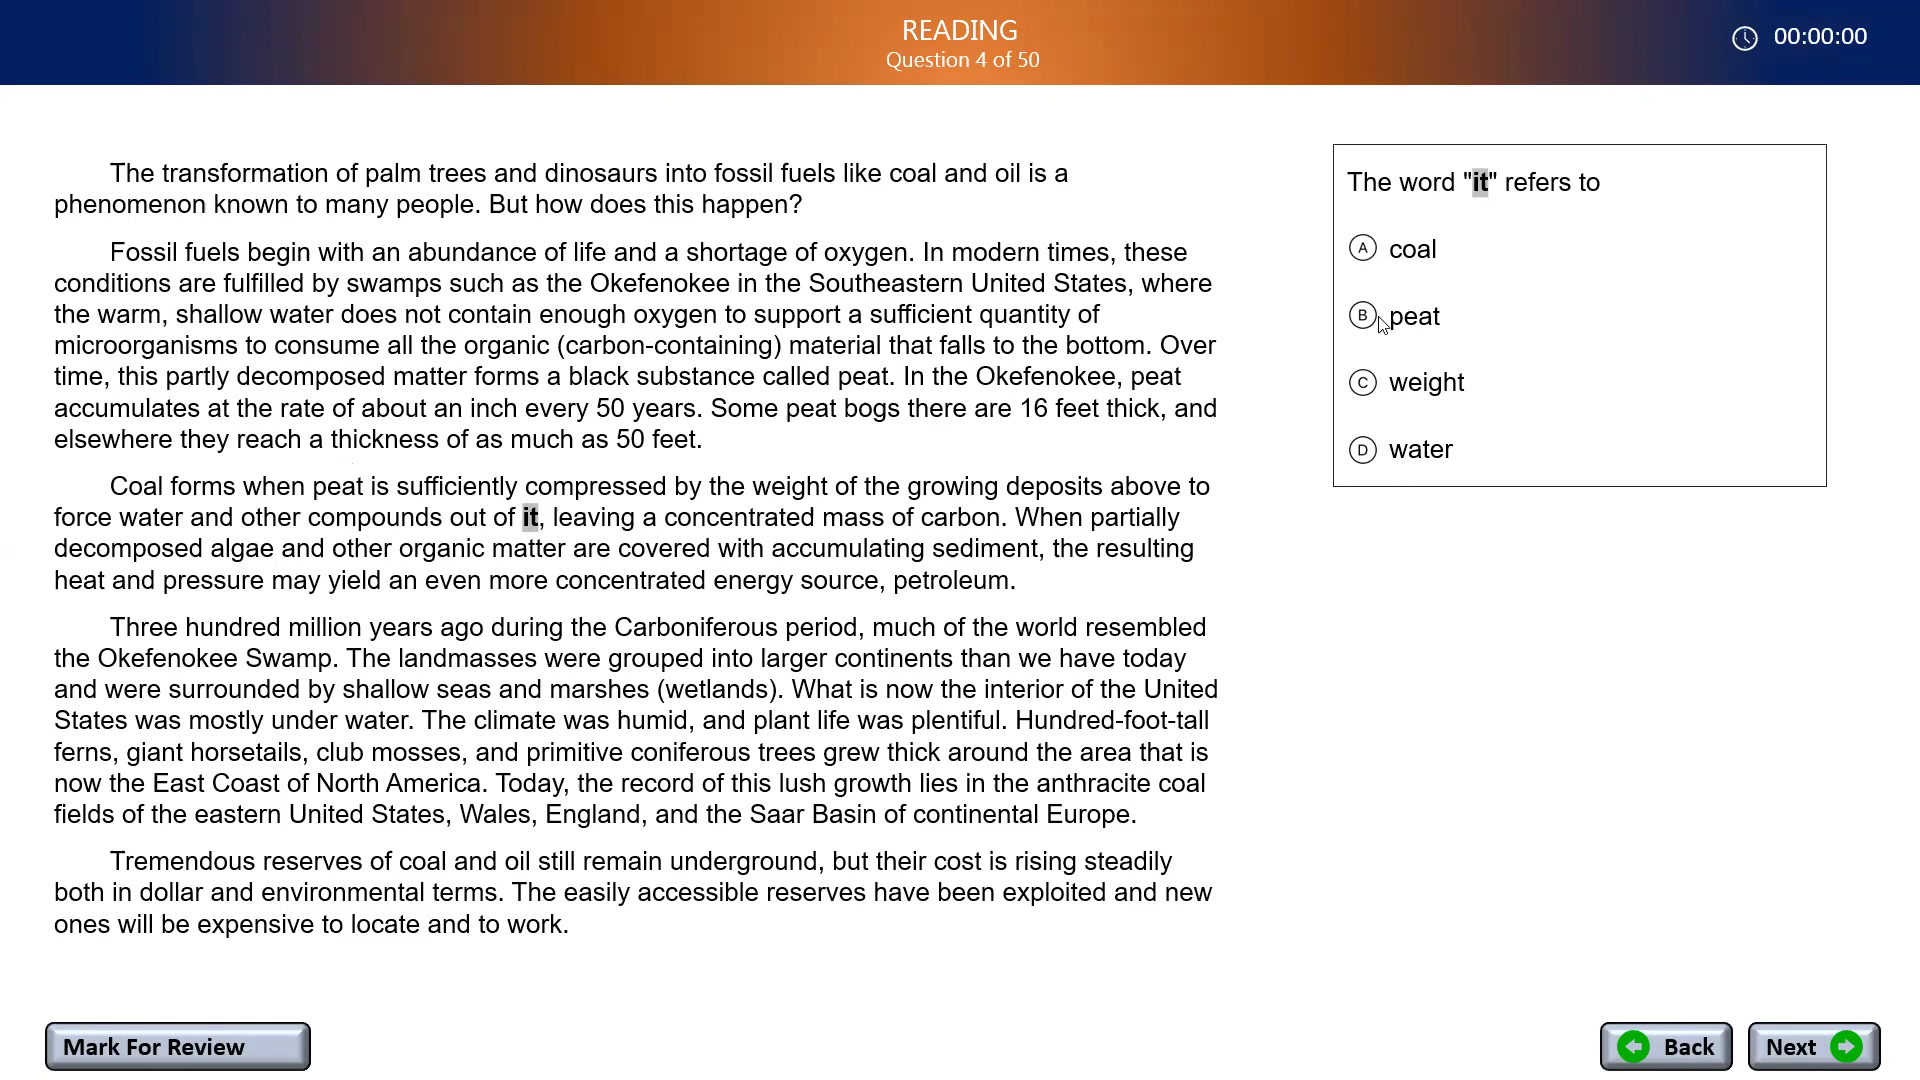 READING
Question 4 of 50
00:00:00
The transformation of palm trees and dinosaurs into fossil fuels like coal and oil is a
phenomenon known to many people. But how does this happen?
Fossil fuels begin with an abundance of life and a shortage of oxygen. In modern times, these
conditions are fulfilled by swamps such as the Okefenokee in the Southeastern United States, where
the warm, shallow water does not contain enough oxygen to support a sufficient quantity of
microorganisms to consume all the organic (carbon-containing) material that falls to the bottom. Over
time, this partly decomposed matter forms a black substance called peat. In the Okefenokee, peat
accumulates at the rate of about an inch every 50 years. Some peat bogs there are 16 feet thick, and
elsewhere they reach a thickness of as much as 50 feet.
Coal forms when peat is sufficiently compressed by the weight of the growing deposits above to
force water and other compounds out of it, leaving a concentrated mass of carbon. When partially
decomposed algae and other organic matter are covered with accumulating sediment, the resulting
heat and pressure may yield an even more concentrated energy source, petroleum.
Three hundred million years ago during the Carboniferous period, much of the world resembled
the Okefenokee Swamp. The landmasses were grouped into larger continents than we have today
and were surrounded by shallow seas and marshes (wetlands). What is now the interior of the United
States was mostly under water. The climate was humid, and plant life was plentiful. Hundred-foot-tall
ferns, giant horsetails, club mosses, and primitive coniferous trees grew thick around the area that is
now the East Coast of North America. Today, the record of this lush growth lies in the anthracite coal
fields of the eastern United States, Wales, England, and the Saar Basin of continental Europe.
Tremendous reserves of coal and oil still remain underground, but their cost is rising steadily
both in dollar and environmental terms. The easily accessible reserves have been exploited and new
ones will be expensive to locate and to work.
The word "it" refers to
A coal
B peat
C weight
D water
Mark For Review
Back
Next